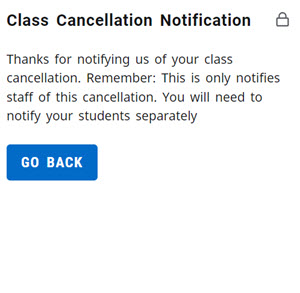 Class Cancellation Notification
Thanks for notifying us of your class
cancellation. Remember: This is only notifies
staff of this cancellation. You will need to
notify your students separately
GO BACK